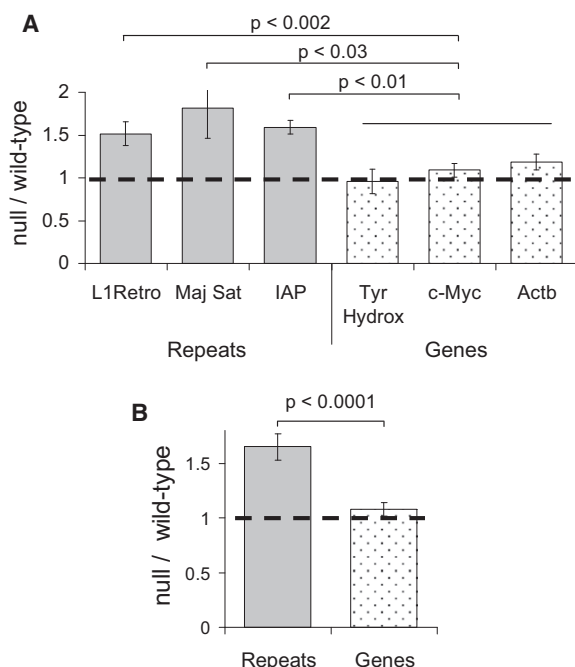 A
p < 0.002
p < 0.03
p < 0.01
null / wild-type
2
1.5
1
0.5
0
L1Retro Maj Sat IAP Tyr Hydrox c-Myc Actb
Repeats Genes
B
p < 0.0001
null / wild-type
1.5
1
0.5
0
Repeats Genes